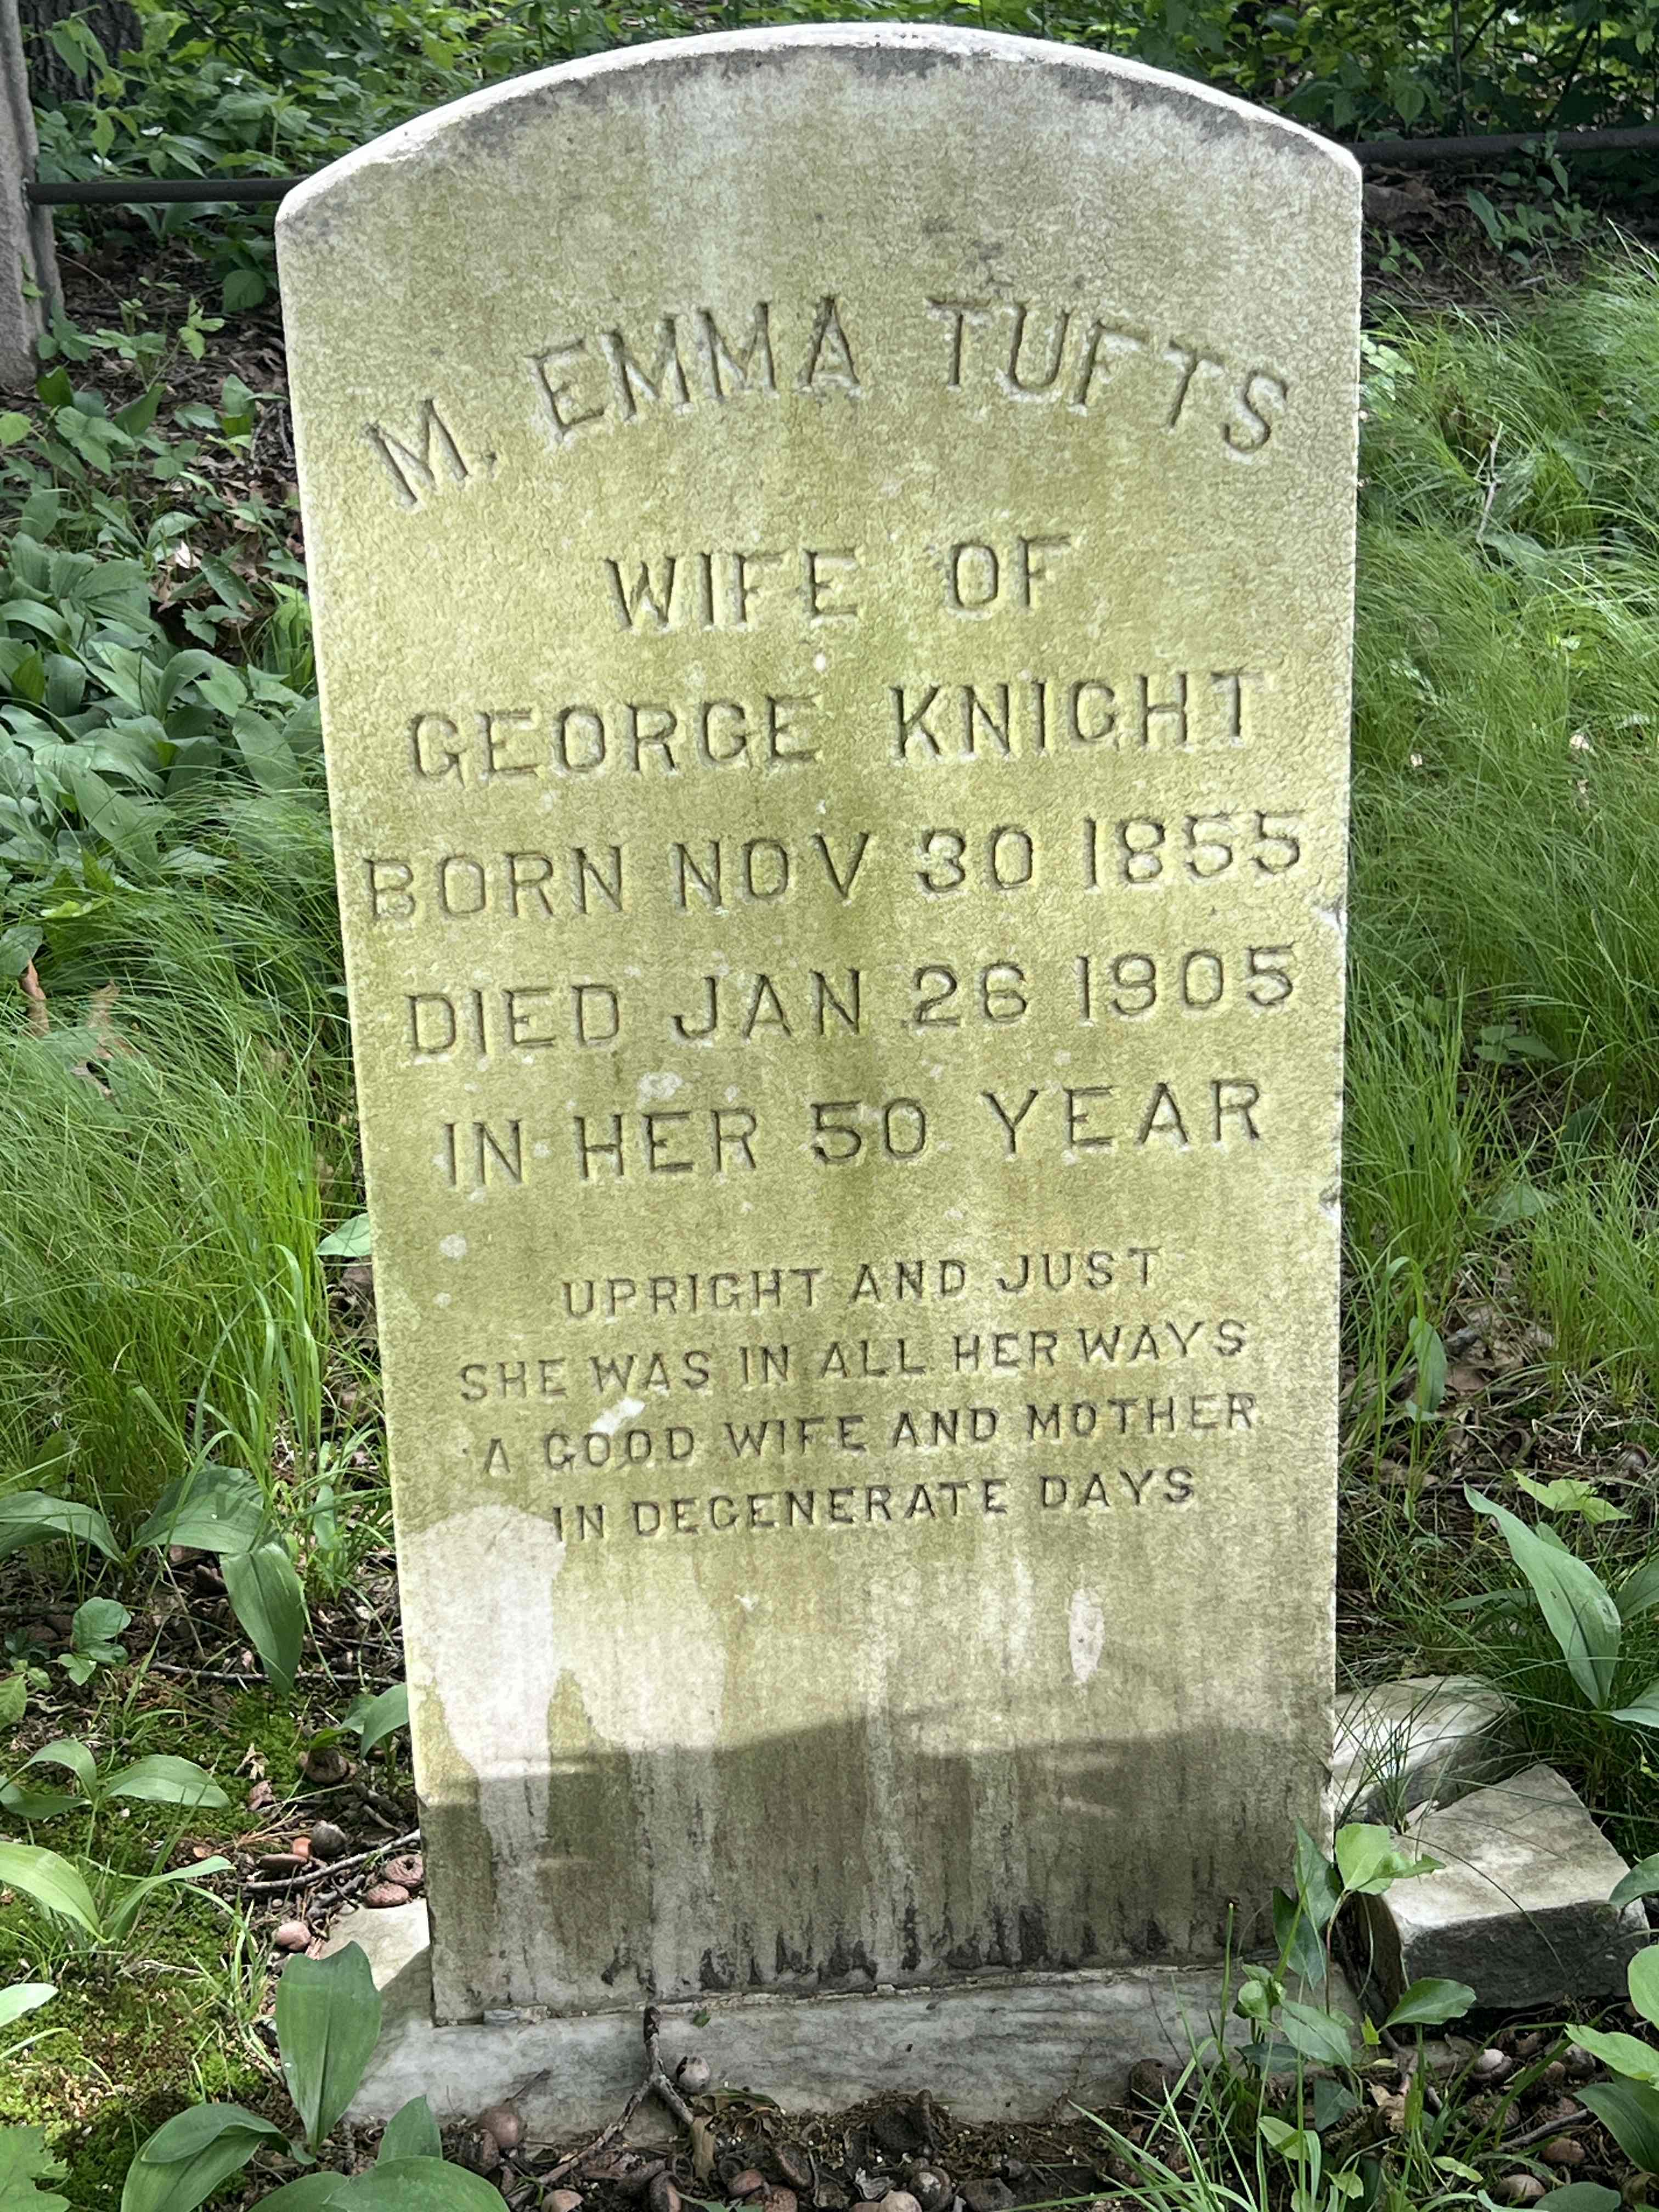 M. EMMA TUFTS
WIFE OF
GEORGE KNIGHT
BORN NOV 30 1855
DIED JAN 26 1905
IN HER 50 YEAR
UPRIGHT AND JUST
SHE WAS IN ALL HER WAYS
A GOOD WIFE AND MOTHER
IN DEGENERATE DAYS